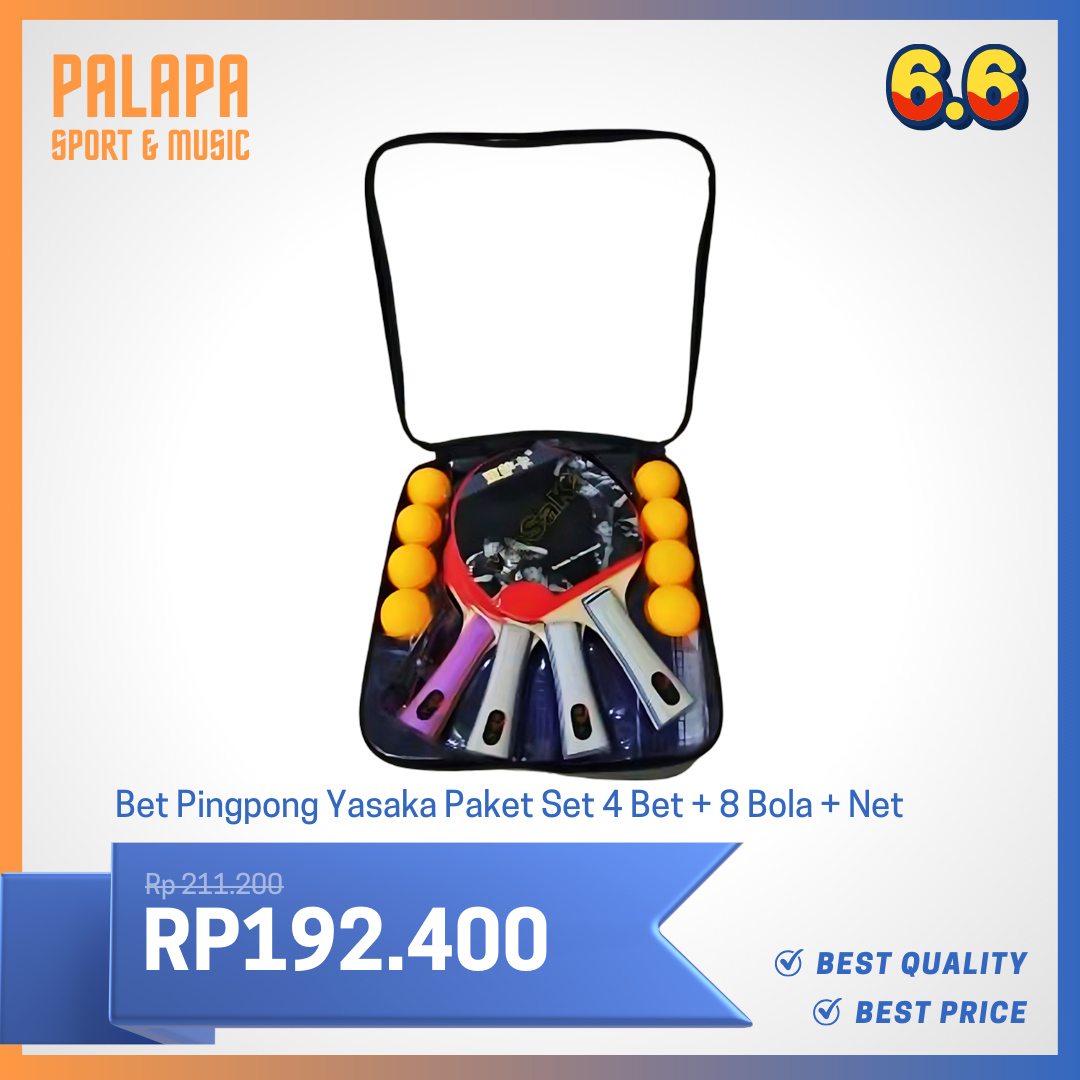 PALAPA
SPORT & MUSIC
6.6
Bet Pingpong Yasaka Paket Set 4 Bet + 8 Bola + Net
Rp 211.200
RP192.400
BEST QUALITY
BEST PRICE